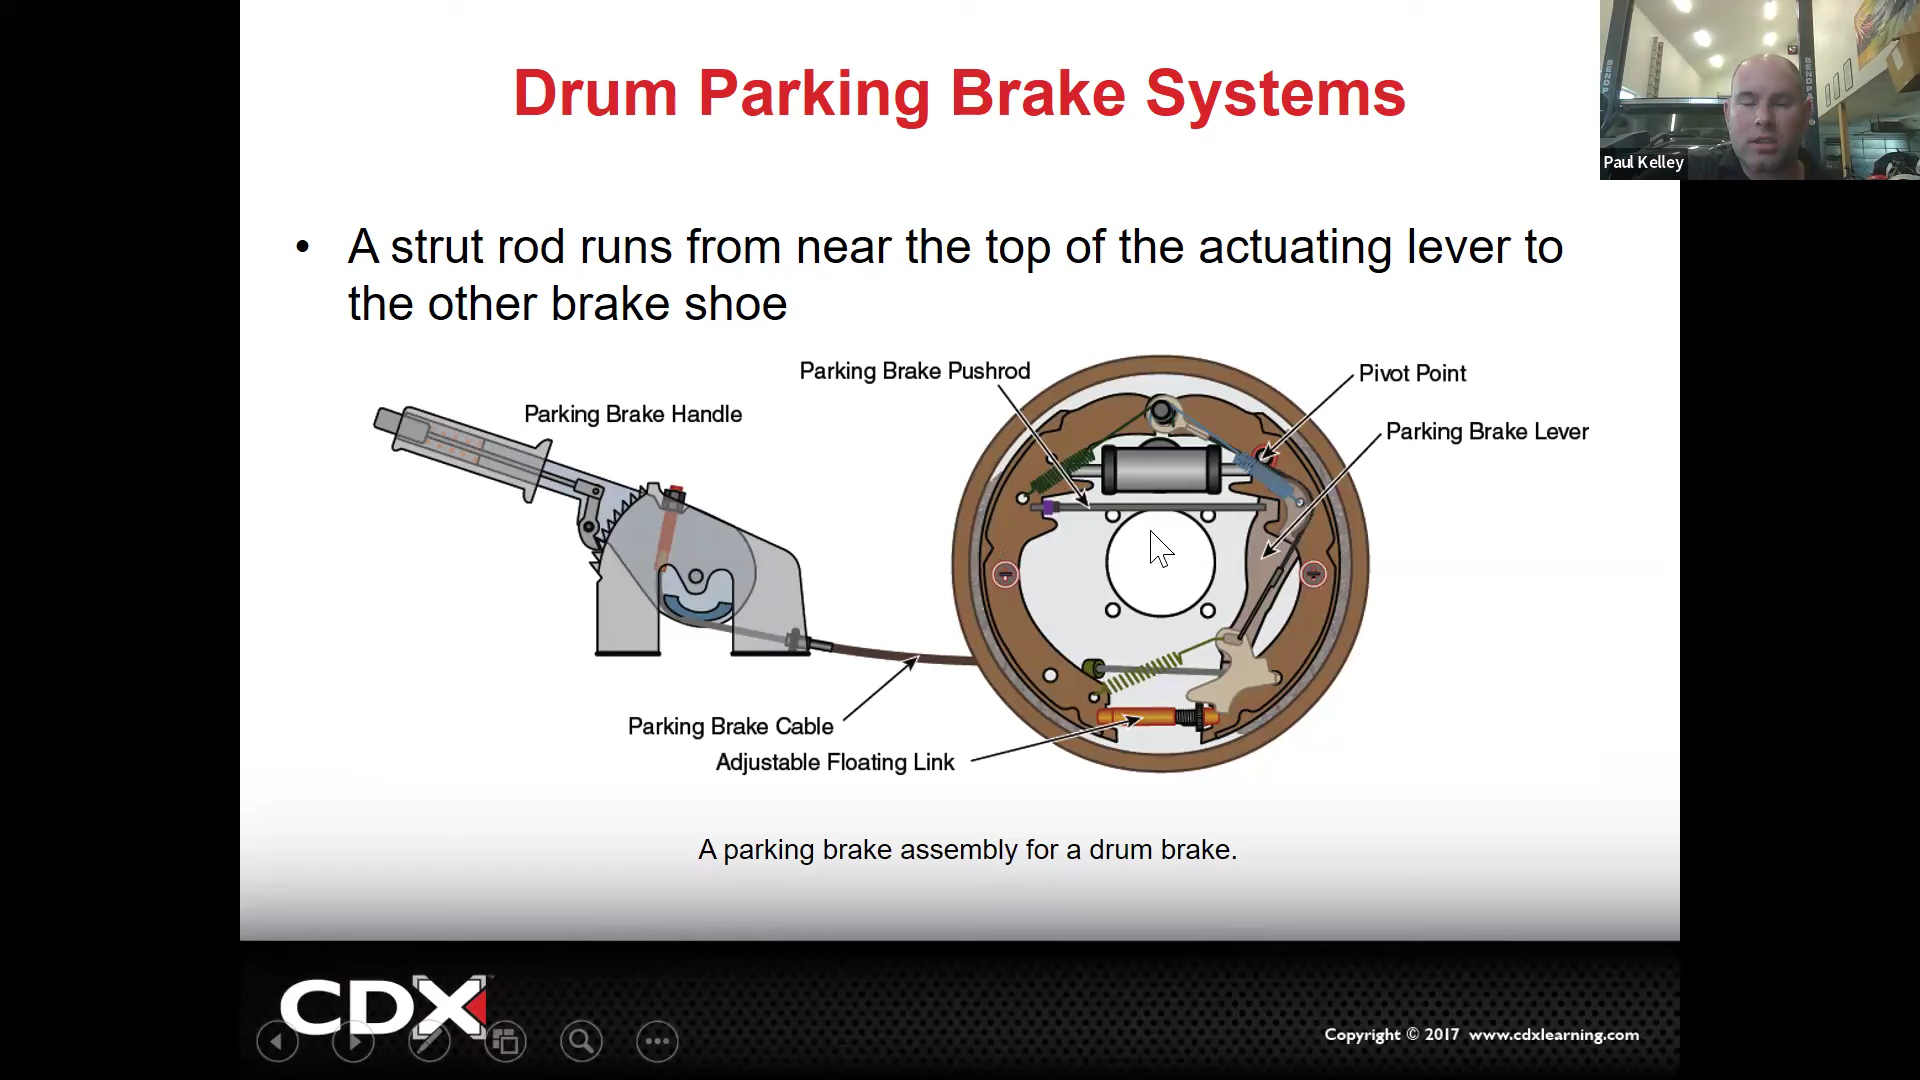 Drum Parking Brake Systems
Paul Kelley
• A strut rod runs from near the top of the actuating lever to
the other brake shoe
Parking Brake Pushrod
Pivot Point
Parking Brake Handle
Parking Brake Lever
Parking Brake Cable
Adjustable Floating Link
A parking brake assembly for a drum brake.
CDX
Copyright © 2017 www.cdxlearning.com